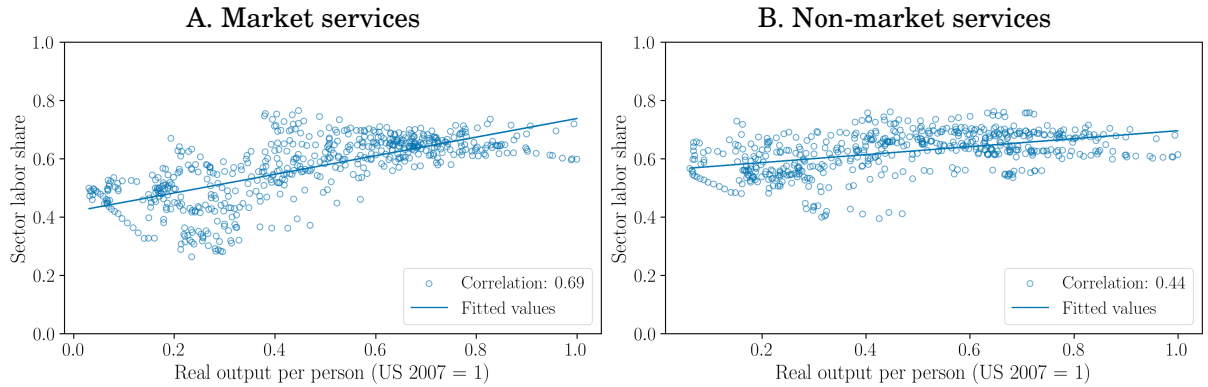 A. Market services
Sector labor share
1.0
0.8
0.6
0.4
0.2
0.0
0.0 0.2 0.4 0.6 0.8 1.0
Real output per person (US 2007 = 1)
Correlation: 0.69
Fitted values
B. Non-market services
Sector labor share
1.0
0.8
0.6
0.4
0.2
0.0
0.2 0.4 0.6 0.8 1.0
Real output per person (US 2007 = 1)
Correlation: 0.44
Fitted values